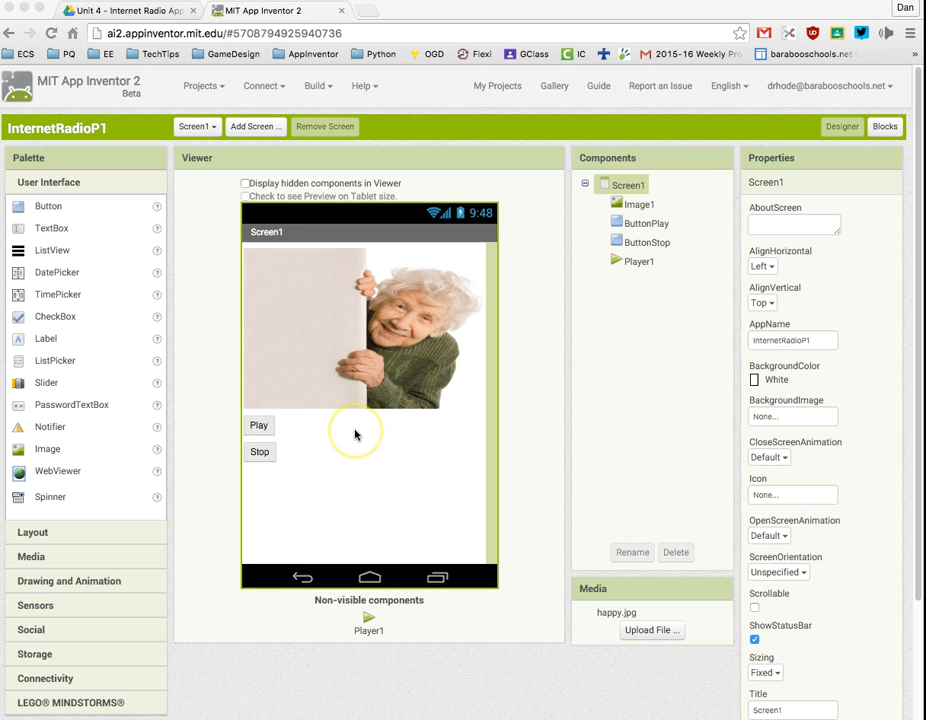 Unit 4 - Internet Radio App × MIT App Inventor 2 × Dan
ai2.appinventor.mit.edu/#5708794925940736
ECS PQ EE TechTips GameDesign AppInventor Python OGD Flexi GClass IC 2015-16 Weekly Pro barabooschools.net »
MIT App Inventor 2
Beta
Projects Connect Build Help My Projects Gallery Guide Report an Issue English drhode@barabooschools.net
InternetRadioP1 Screen1 Add Screen ... Remove Screen Designer Blocks
Palette Viewer Components Properties
User Interface
Button
TextBox
ListView
DatePicker
TimePicker
CheckBox
Label
ListPicker
Slider
PasswordTextBox
Notifier
Image
WebViewer
Spinner
Layout
Media
Drawing and Animation
Sensors
Social
Storage
Connectivity
LEGO® MINDSTORMS®
Display hidden components in Viewer
Check to see Preview on Tablet size.
9:48
Screen1
Play
Stop
Non-visible components
Player1
Screen1
Image1
ButtonPlay
ButtonStop
Player1
Rename Delete
Media
happy.jpg
Upload File ...
Screen1
AboutScreen
AlignHorizontal
Left
AlignVertical
Top
AppName
InternetRadioP1
BackgroundColor
White
BackgroundImage
None...
CloseScreenAnimation
Default
Icon
None...
OpenScreenAnimation
Default
ScreenOrientation
Unspecified
Scrollable
ShowStatusBar
Sizing
Fixed
Title
Screen1